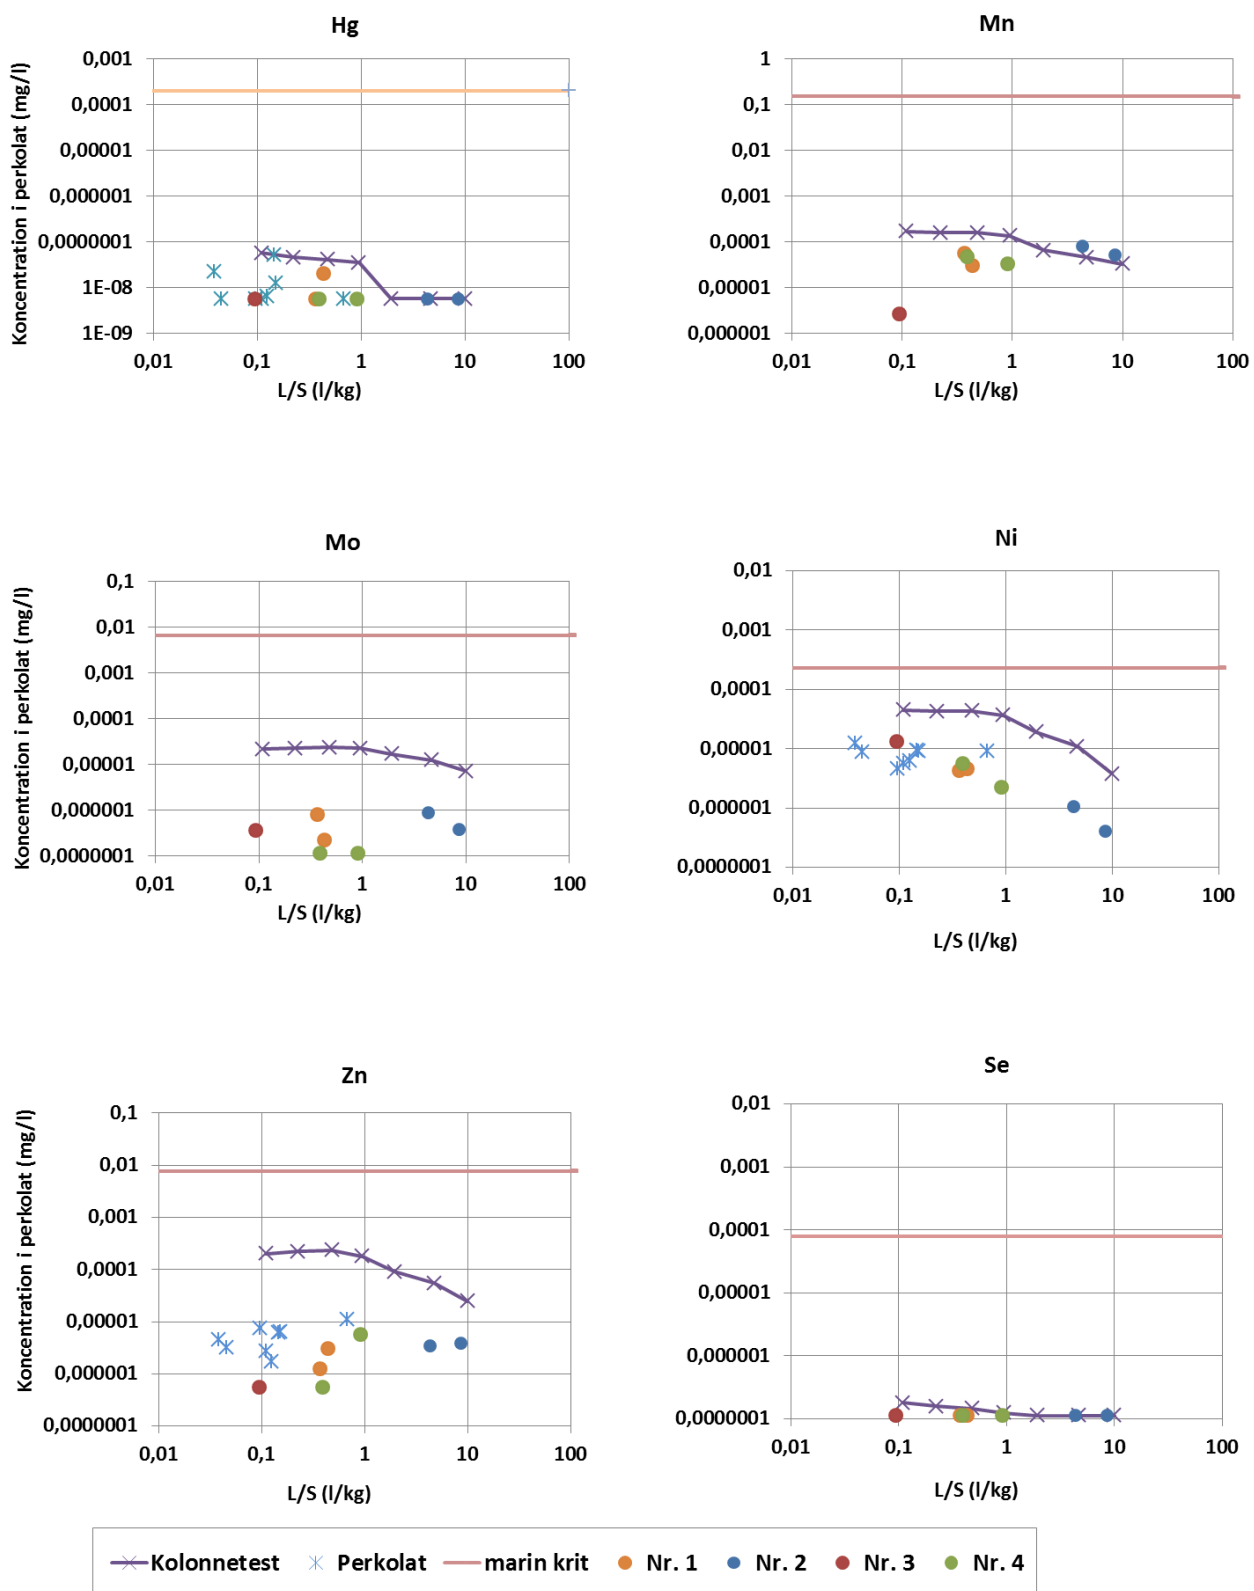 Hg
Koncentration i perkolat (mg/l)
0,001
0,0001
0,00001
0,000001
0,0000001
1E-08
1E-09
0,01 0,1 1 10 100
L/S (l/kg)
Mn
1
0,1
0,01
0,001
0,0001
0,00001
0,000001
0,01 0,1 1 10 100
L/S (l/kg)
Mo
Koncentration i perkolat (mg/l)
0,1
0,01
0,001
0,0001
0,00001
0,000001
0,0000001
0,01 0,1 1 10 100
L/S (l/kg)
Ni
0,01
0,001
0,0001
0,00001
0,000001
0,0000001
0,01 0,1 1 10 100
L/S (l/kg)
Zn
Koncentration i perkolat (mg/l)
0,1
0,01
0,001
0,0001
0,00001
0,000001
0,0000001
0,01 0,1 1 10 100
L/S (l/kg)
Se
0,01
0,001
0,0001
0,00001
0,000001
0,0000001
0,01 0,1 1 10 100
L/S (l/kg)
Kolonnetest Perkolat marin krit Nr. 1 Nr. 2 Nr. 3 Nr. 4